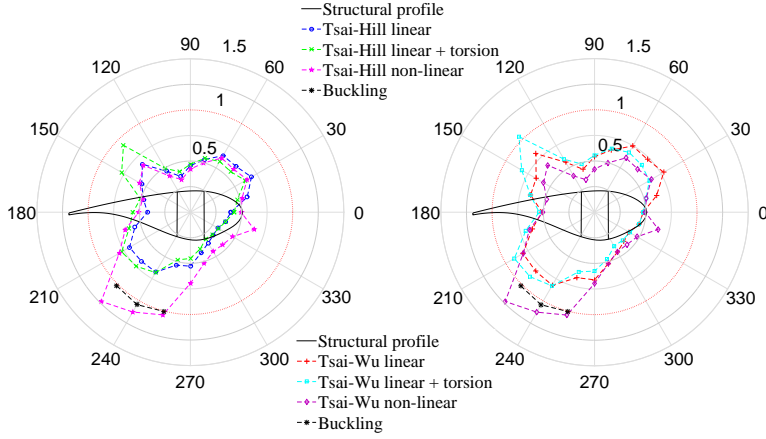 Structural profile
Tsai-Hill linear
Tsai-Hill linear + torsion
Tsai-Hill non-linear
Buckling
90 1.5
120 60
1
150 30
0.5
180 0
210 330
240 300
270
90 1.5
120 60
1
150 30
0.5
180 0
210 330
240 300
270
Structural profile
Tsai-Wu linear
Tsai-Wu linear + torsion
Tsai-Wu non-linear
Buckling